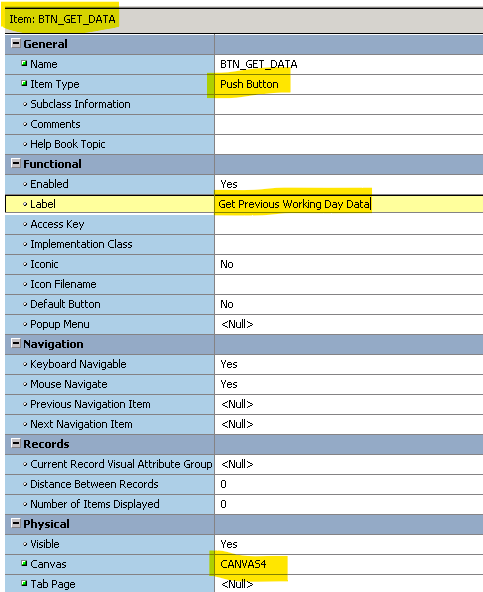 Item: BTN_GET_DATA
General
Name BTN_GET_DATA
Item Type Push Button
Subclass Information
Comments
Help Book Topic
Functional
Enabled Yes
Label Get Previous Working Day Data
Access Key
Implementation Class
Iconic No
Icon Filename
Default Button No
Popup Menu <Null>
Navigation
Keyboard Navigable Yes
Mouse Navigate Yes
Previous Navigation Item <Null>
Next Navigation Item <Null>
Records
Current Record Visual Attribute Group <Null>
Distance Between Records 0
Number of Items Displayed 0
Physical
Visible Yes
Canvas CANVAS4
Tab Page <Null>